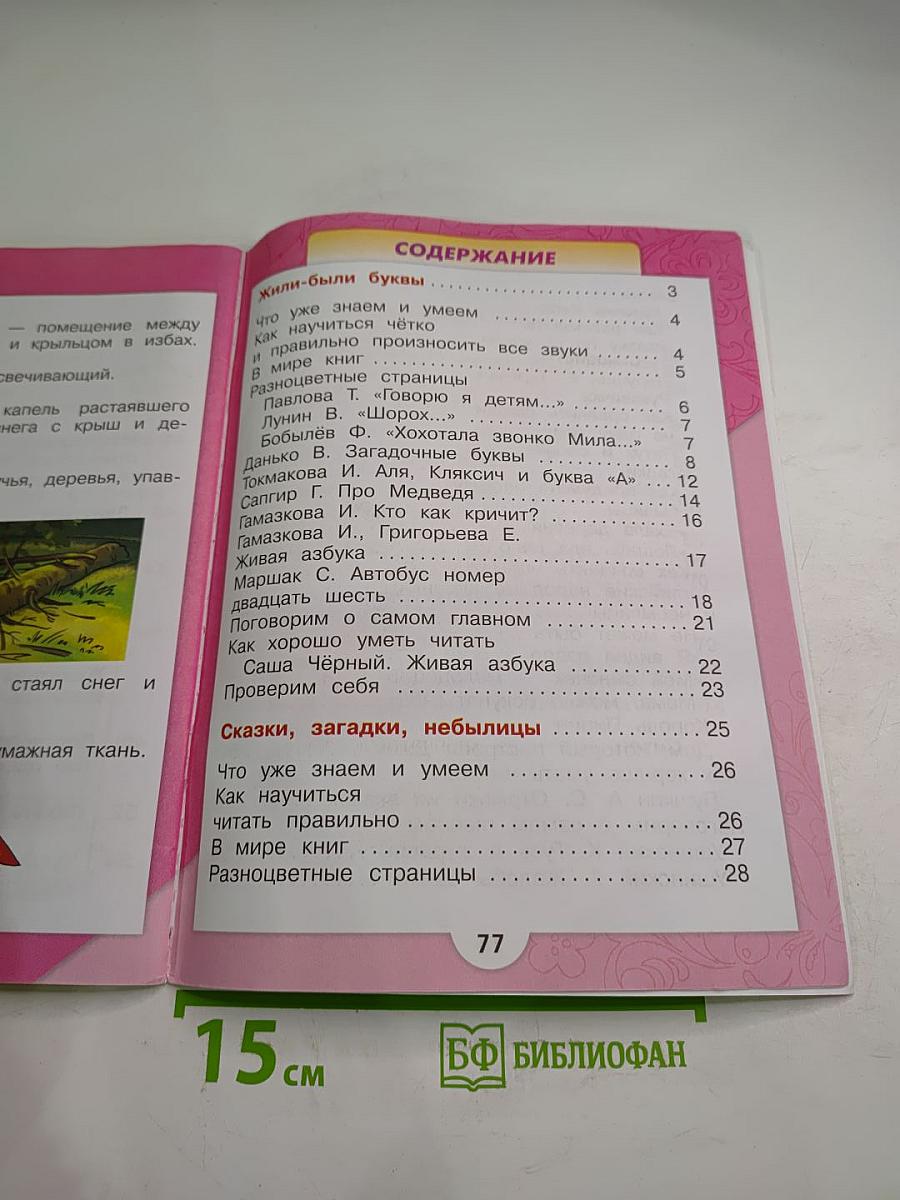 — помещение между
и крыльцом в избах.
свечивающий.
капель растаявшего
снега с крыш и де-
учья, деревья, упав-
стаял снег и
умажная ткань.
СОДЕРЖАНИЕ
Жили-были буквы ........................ 3
Что уже знаем и умеем .................. 4
Как научиться чётко
и правильно произносить все звуки ....... 4
В мире книг ............................. 5
Разноцветные страницы
Павлова Т. «Говорю я детям...» .......... 6
Лунин В. «Шорох...» .................... 7
Бобылёв Ф. «Хохотала звонко Мила...» 7
Данько В. Загадочные буквы .............. 8
Токмакова И. Аля, Кляксич и буква «А» ... 12
Сапгир Г. Про Медведя ................... 14
Гамазкова И. Кто как кричит? ............ 16
Гамазкова И., Григорьева Е.
Живая азбука ............................ 17
Маршак С. Автобус номер
двадцать шесть .......................... 18
Поговорим о самом главном .............. 21
Как хорошо уметь читать
Саша Чёрный. Живая азбука .............. 22
Проверим себя .......................... 23
Сказки, загадки, небылицы .............. 25
Что уже знаем и умеем .................. 26
Как научиться
читать правильно ........................ 26
В мире книг ............................. 27
Разноцветные страницы .................. 28
77
15 см
БФ БИБЛИОФАН